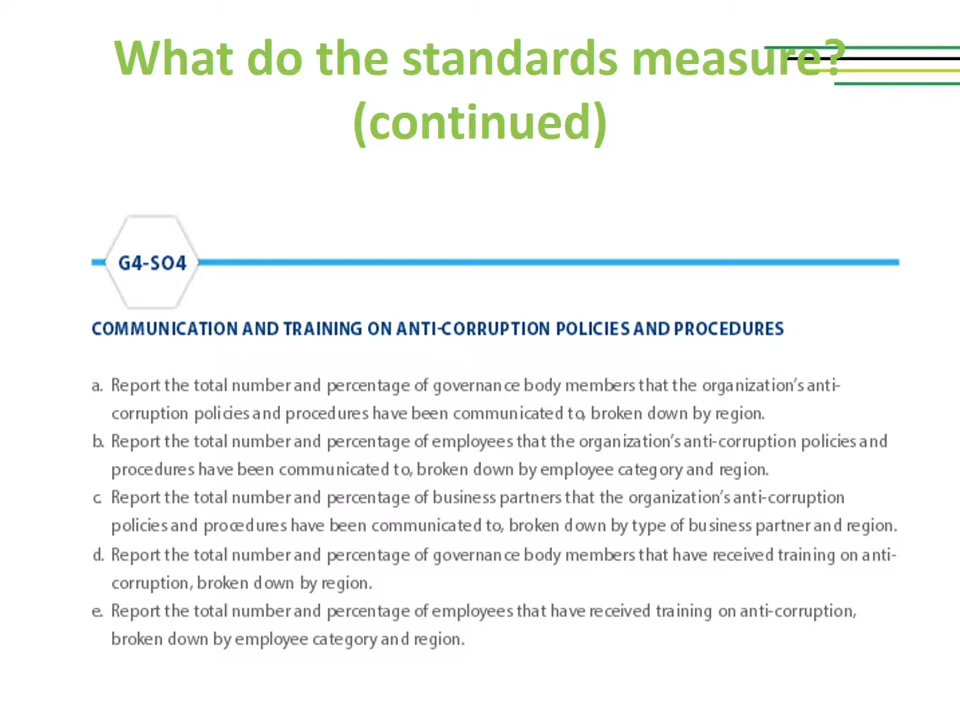 What do the standards measure?
(continued)
G4-SO4
COMMUNICATION AND TRAINING ON ANTI-CORRUPTION POLICIES AND PROCEDURES
a. Report the total number and percentage of governance body members that the organization's anti-
corruption policies and procedures have been communicated to, broken down by region.
b. Report the total number and percentage of employees that the organization's anti-corruption policies and
procedures have been communicated to, broken down by employee category and region.
c. Report the total number and percentage of business partners that the organization's anti-corruption
policies and procedures have been communicated to, broken down by type of business partner and region.
d. Report the total number and percentage of governance body members that have received training on anti-
corruption, broken down by region.
e. Report the total number and percentage of employees that have received training on anti-corruption,
broken down by employee category and region.